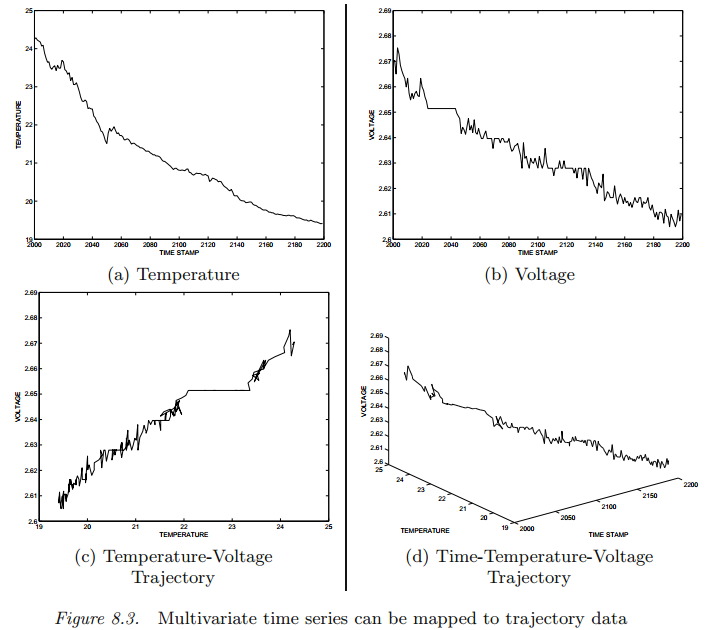 25
24
23
22
21
20
19
TEMPERATURE
2000 2020 2040 2060 2080 2100 2120 2140 2160 2180 2200
TIME STAMP
(a) Temperature
2.69
2.68
2.67
2.66
2.65
2.64
2.63
2.62
2.61
2.6
VOLTAGE
2000 2020 2040 2060 2080 2100 2120 2140 2160 2180 2200
TIME STAMP
(b) Voltage
2.69
2.68
2.67
2.66
2.65
2.64
2.63
2.62
2.61
2.6
VOLTAGE
19 20 21 22 23 24 25
TEMPERATURE
(c) Temperature-Voltage
Trajectory
2.69
2.68
2.67
2.66
2.65
2.64
2.63
2.62
2.61
2.6
VOLTAGE
25
24
23
22
21
20
19
TEMPERATURE
2000
2050
2100
2150
2200
TIME STAMP
(d) Time-Temperature-Voltage
Trajectory
Figure 8.3. Multivariate time series can be mapped to trajectory data